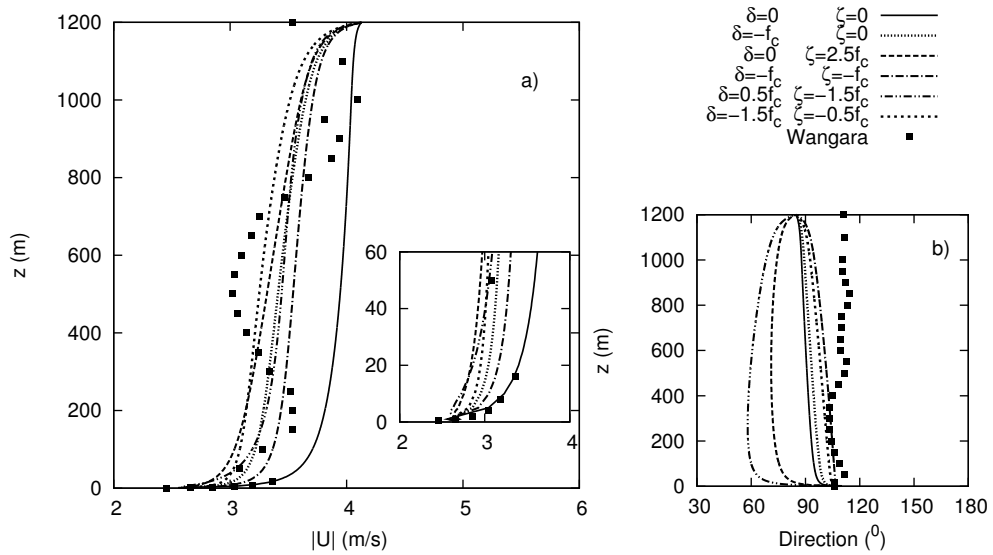 a)
1200
1000
800
600
400
200
0
z (m)
2 3 4 5 6
|U| (m/s)
60
40
20
0
2 3 4
δ=0 ζ=0
δ=−f_c ζ=0
δ=0 ζ=2.5f_c
δ=−f_c ζ=−f_c
δ=0.5f_c ζ=−1.5f_c
δ=−1.5f_c ζ=−0.5f_c
Wangara
b)
1200
1000
800
600
400
200
0
z (m)
30 60 90 120 150 180
Direction (⁰)